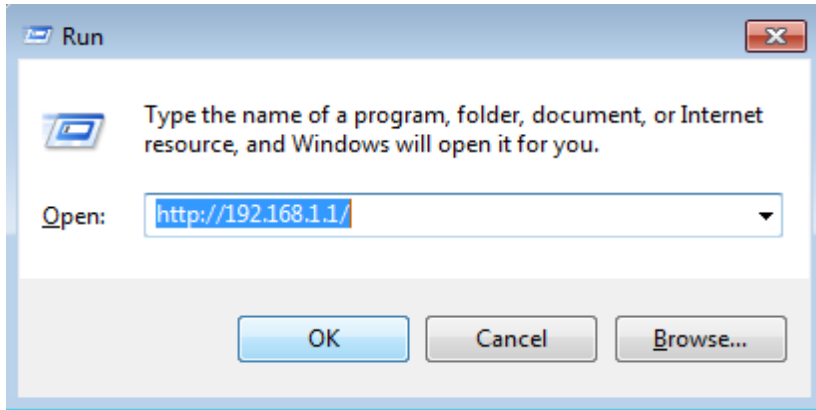 Run
Type the name of a program, folder, document, or Internet
resource, and Windows will open it for you.
Open: http://192.168.1.1/
OK Cancel Browse...